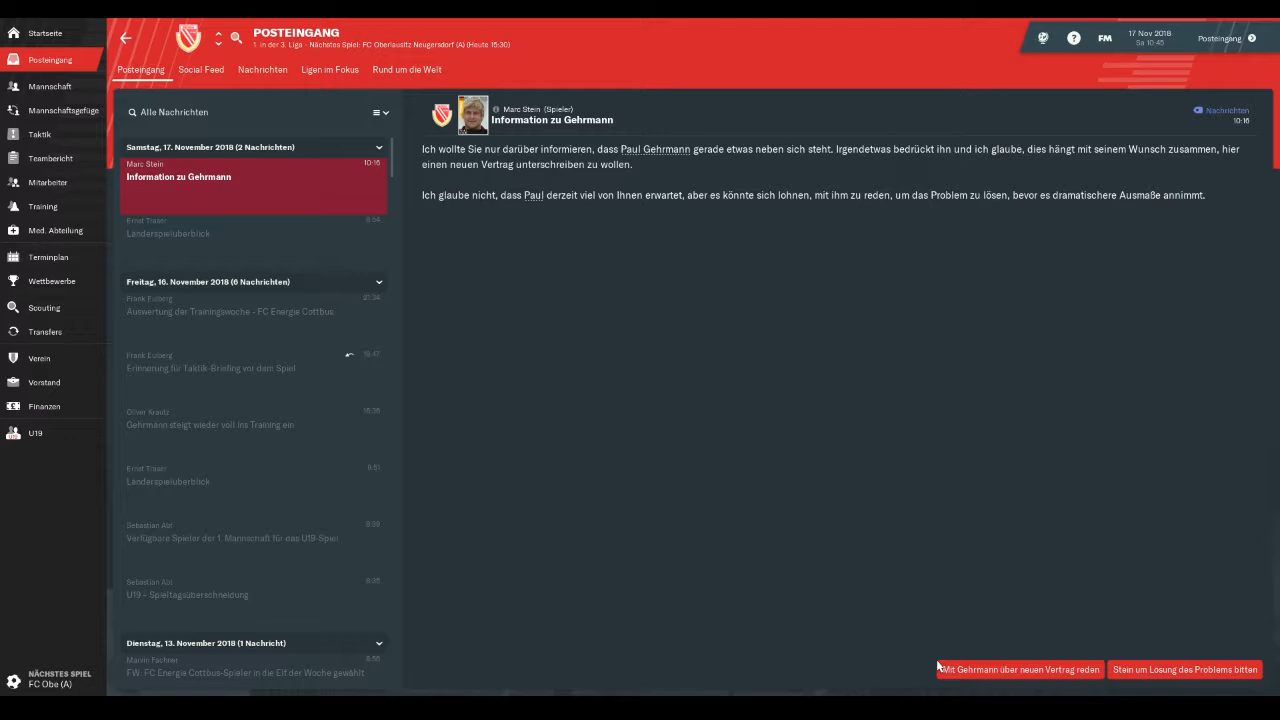 Startseite
Posteingang
Mannschaft
Mannschaftsgefüge
Taktik
Teambericht
Mitarbeiter
Training
Med. Abteilung
Terminplan
Wettbewerbe
Scouting
Transfers
Verein
Vorstand
Finanzen
U19
NÄCHSTES SPIEL
FC Obe (A)
POSTEINGANG
1. in der 3. Liga - Nächstes Spiel: FC Oberlausitz Neugersdorf (A) (Heute 15:30)
FM
17 Nov 2018
Sa 10:45
Posteingang
Posteingang Social Feed Nachrichten Ligen im Fokus Rund um die Welt
Alle Nachrichten
Samstag, 17. November 2018 (2 Nachrichten)
Marc Stein 10:16
Information zu Gehrmann
Länderspielüberblick
Freitag, 16. November 2018 (6 Nachrichten)
Frank Eulberg 21:34
Auswertung der Trainingswoche - FC Energie Cottbus
Frank Eulberg 18:47
Erinnerung für Taktik-Briefing vor dem Spiel
Gehrmann steigt wieder voll ins Training ein
Länderspielüberblick
Sebastian Abt
Verfügbare Spieler der 1. Mannschaft für das U19-Spiel
Sebastian Abt
U19 - Spieltagsüberschneidung
Dienstag, 13. November 2018 (1 Nachricht)
FW: FC Energie Cottbus-Spieler in die Elf der Woche gewählt
Marc Stein (Spieler)
Information zu Gehrmann
Nachrichten
10:16
Ich wollte Sie nur darüber informieren, dass Paul Gehrmann gerade etwas neben sich steht. Irgendetwas bedrückt ihn und ich glaube, dies hängt mit seinem Wunsch zusammen, hier
einen neuen Vertrag unterschreiben zu wollen.
Ich glaube nicht, dass Paul derzeit viel von Ihnen erwartet, aber es könnte sich lohnen, mit ihm zu reden, um das Problem zu lösen, bevor es dramatischere Ausmaße annimmt.
Mit Gehrmann über neuen Vertrag reden
Stein um Lösung des Problems bitten